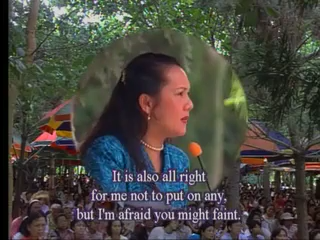 It is also all right
for me not to put on any,
but I'm afraid you might faint.